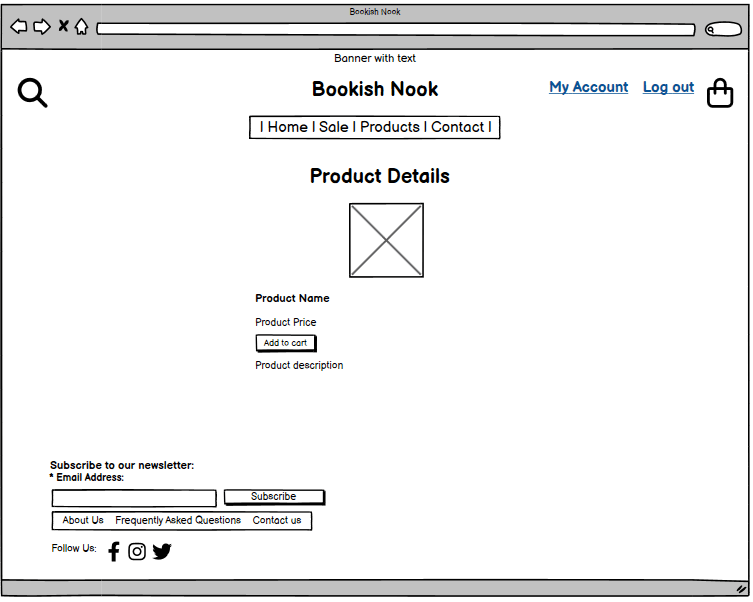 Bookish Nook
Banner with text
Bookish Nook
My Account Log out
| Home | Sale | Products | Contact |
Product Details
Product Name
Product Price
Add to cart
Product description
Subscribe to our newsletter:
* Email Address:
Subscribe
About Us Frequently Asked Questions Contact us
Follow Us: